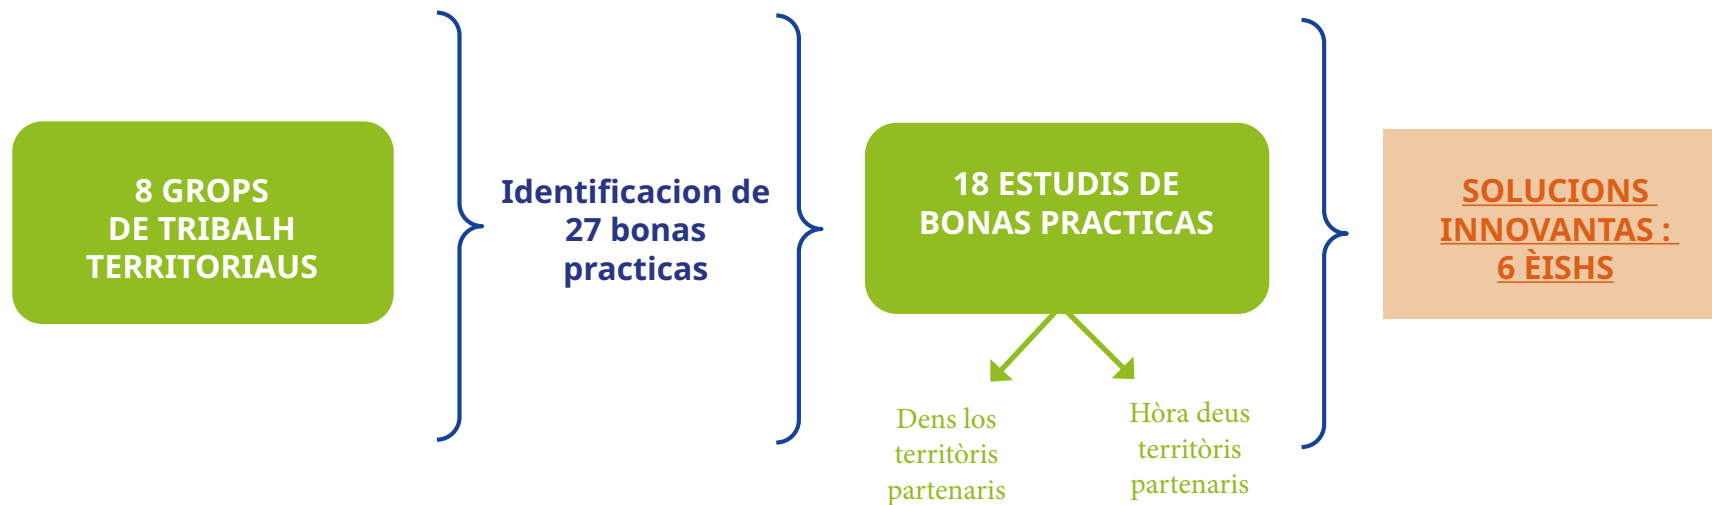 8 GROPS
DE TRIBALH
TERRITORIAUS
Identificacion de
27 bonas
practicas
18 ESTUDIS DE
BONAS PRACTICAS
Dens los
territòris
partenaris
Hòra deus
territòris
partenaris
SOLUCIONS
INNOVANTAS :
6 ÈISHS